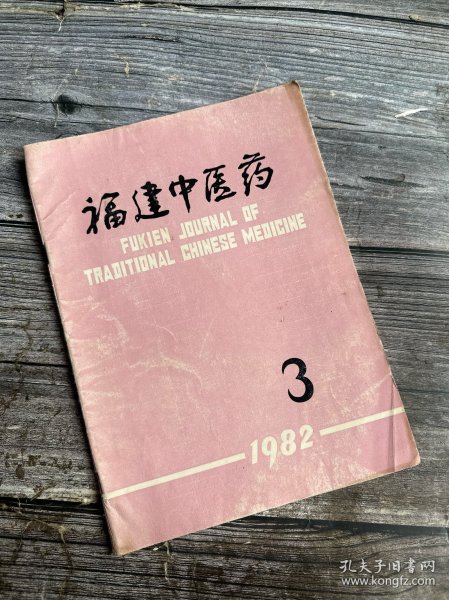 福建中医药
FUKIEN JOURNAL OF
TRADITIONAL CHINESE MEDICINE
3
1982
孔夫子旧书网
www.kongfz.com